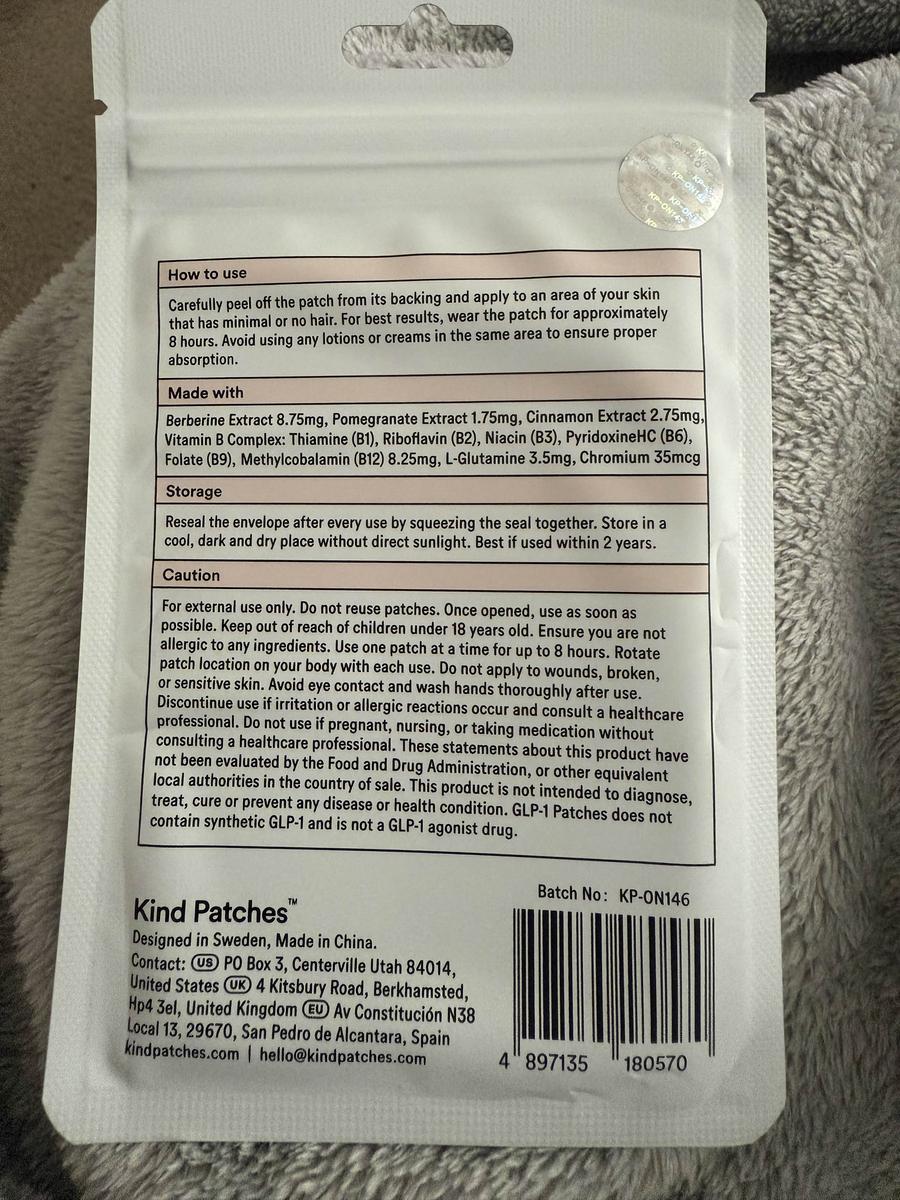 How to use
Carefully peel off the patch from its backing and apply to an area of your skin
that has minimal or no hair. For best results, wear the patch for approximately
8 hours. Avoid using any lotions or creams in the same area to ensure proper
absorption.
Made with
Berberine Extract 8.75mg, Pomegranate Extract 1.75mg, Cinnamon Extract 2.75mg,
Vitamin B Complex: Thiamine (B1), Riboflavin (B2), Niacin (B3), PyridoxineHC (B6),
Folate (B9), Methylcobalamin (B12) 8.25mg, L-Glutamine 3.5mg, Chromium 35mcg
Storage
Reseal the envelope after every use by squeezing the seal together. Store in a
cool, dark and dry place without direct sunlight. Best if used within 2 years.
Caution
For external use only. Do not reuse patches. Once opened, use as soon as
possible. Keep out of reach of children under 18 years old. Ensure you are not
allergic to any ingredients. Use one patch at a time for up to 8 hours. Rotate
patch location on your body with each use. Do not apply to wounds, broken,
or sensitive skin. Avoid eye contact and wash hands thoroughly after use.
Discontinue use if irritation or allergic reactions occur and consult a healthcare
professional. Do not use if pregnant, nursing, or taking medication without
consulting a healthcare professional. These statements about this product have
not been evaluated by the Food and Drug Administration, or other equivalent
local authorities in the country of sale. This product is not intended to diagnose,
treat, cure or prevent any disease or health condition. GLP-1 Patches does not
contain synthetic GLP-1 and is not a GLP-1 agonist drug.
Kind Patches™
Designed in Sweden, Made in China.
Contact: US PO Box 3, Centerville Utah 84014,
United States UK 4 Kitsbury Road, Berkhamsted,
Hp4 3el, United Kingdom EU Av Constitución N38
Local 13, 29670, San Pedro de Alcantara, Spain
kindpatches.com | hello@kindpatches.com
Batch No: KP-ON146
4 897135 180570